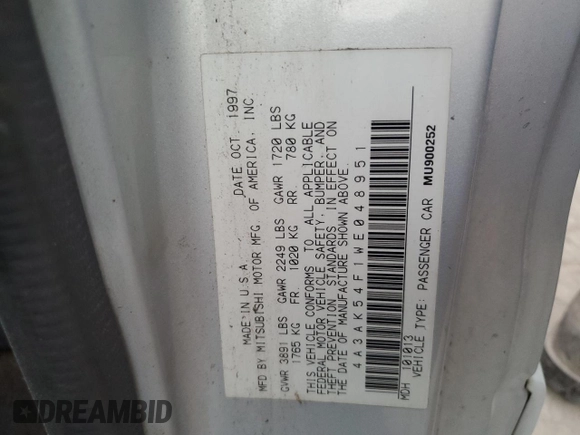 MADE IN U.S.A. DATE OCT. 1997
MFD. BY MITSUBISHI MOTOR MFG. OF AMERICA, INC.
GVWR 3891 LBS GAWR 2249 LBS GAWR 1720 LBS
1765 KG FR. 1020 KG RR. 780 KG
THIS VEHICLE CONFORMS TO ALL APPLICABLE
FEDERAL MOTOR VEHICLE SAFETY, BUMPER, AND
THEFT PREVENTION STANDARDS IN EFFECT ON
THE DATE OF MANUFACTURE SHOWN ABOVE.
4A3AK54F1WE048951
MDH 101013
VEHICLE TYPE: PASSENGER CAR MU900252
DREAMBID